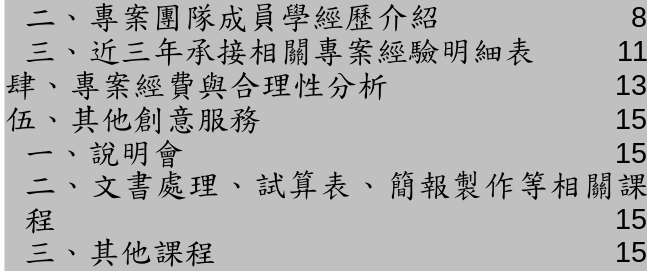 二、專案團隊成員學經歷介紹 8
三、近三年承接相關專案經驗明細表 11
肆、專案經費與合理性分析 13
伍、其他創意服務 15
一、說明會 15
二、文書處理、試算表、簡報製作等相關課
程 15
三、其他課程 15